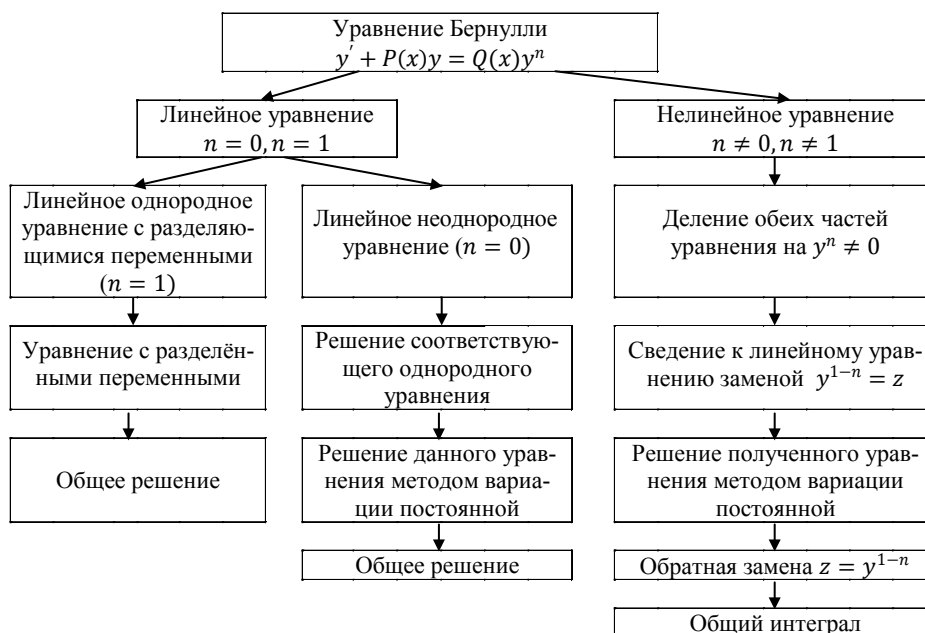 Уравнение Бернулли
y′ + P(x)y = Q(x)yⁿ
Линейное уравнение
n = 0, n = 1
Нелинейное уравнение
n ≠ 0, n ≠ 1
Линейное однородное
уравнение с разделяю-
щимися переменными
(n = 1)
Линейное неоднородное
уравнение (n = 0)
Деление обеих частей
уравнения на yⁿ ≠ 0
Уравнение с разделён-
ными переменными
Решение соответствую-
щего однородного
уравнения
Сведение к линейному урав-
нению заменой y¹⁻ⁿ = z
Общее решение
Решение данного урав-
нения методом вариа-
ции постоянной
Решение полученного урав-
нения методом вариации
постоянной
Общее решение
Обратная замена z = y¹⁻ⁿ
Общий интеграл